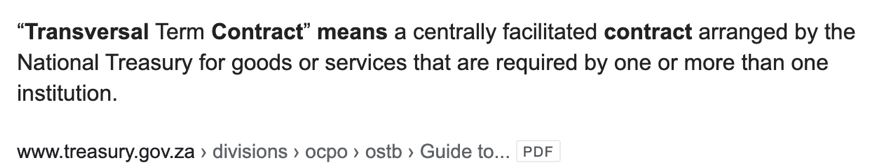 “Transversal Term Contract” means a centrally facilitated contract arranged by the
National Treasury for goods or services that are required by one or more than one
institution.
www.treasury.gov.za › divisions › ocpo › ostb › Guide to... PDF